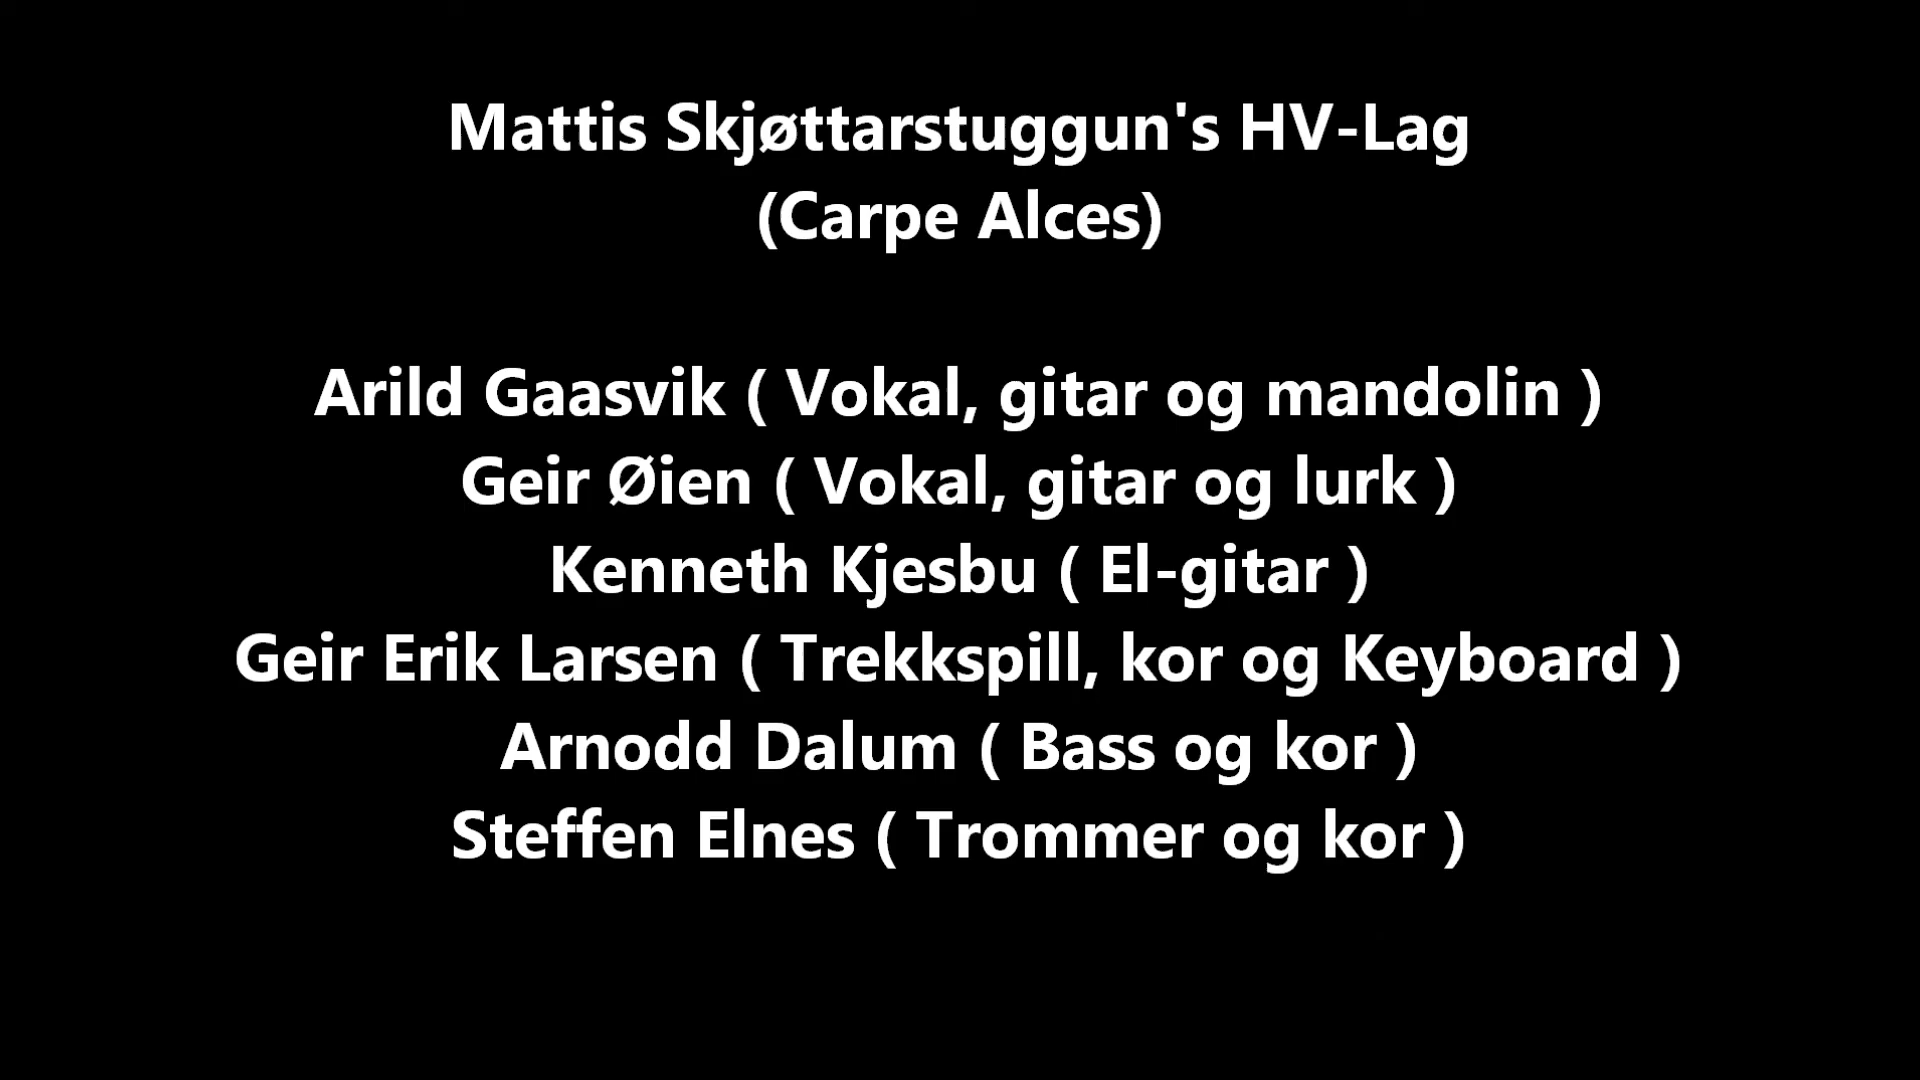 Mattis Skjøttarstuggun's HV-Lag
(Carpe Alces)
Arild Gaasvik ( Vokal, gitar og mandolin )
Geir Øien ( Vokal, gitar og lurk )
Kenneth Kjesbu ( El-gitar )
Geir Erik Larsen ( Trekkspill, kor og Keyboard )
Arnodd Dalum ( Bass og kor )
Steffen Elnes ( Trommer og kor )